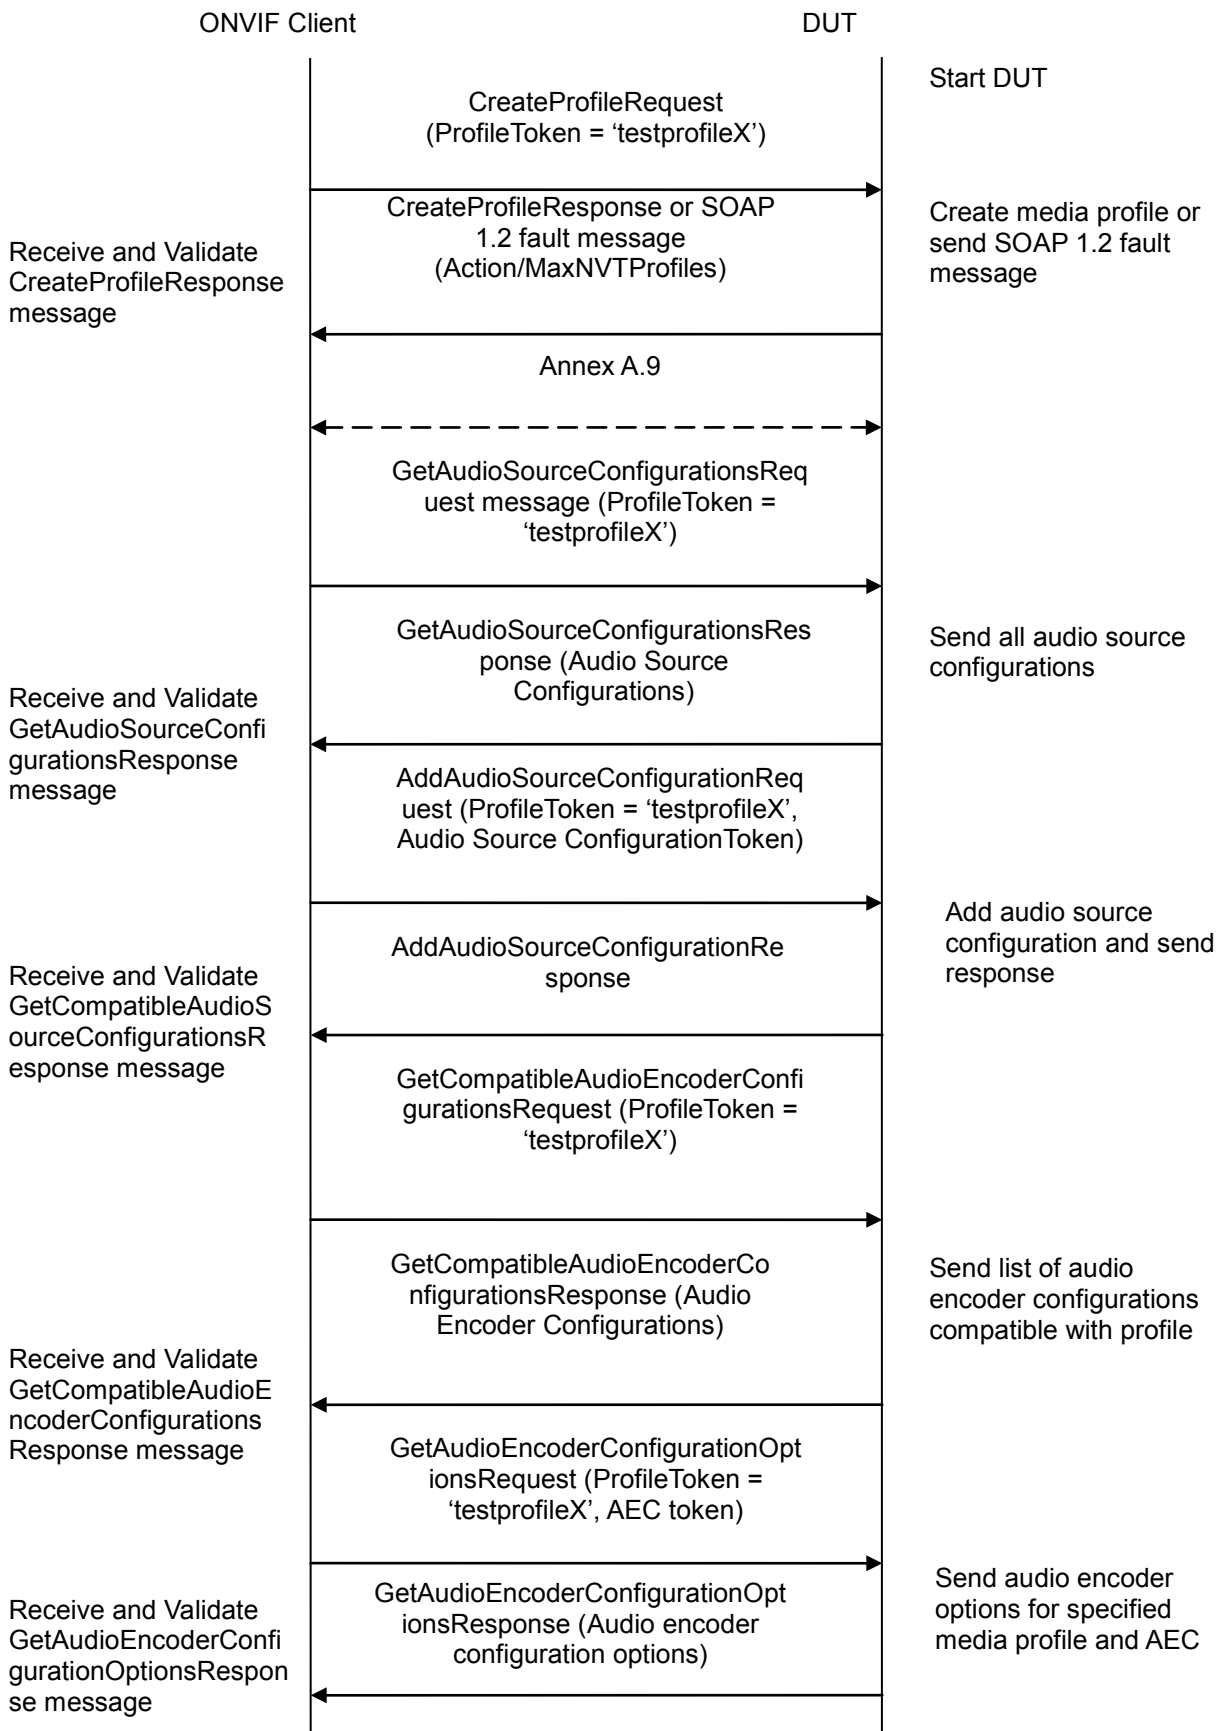 ONVIF Client
DUT
Start DUT
CreateProfileRequest
(ProfileToken = ‘testprofileX’)
CreateProfileResponse or SOAP
1.2 fault message
(Action/MaxNVTProfiles)
Create media profile or
send SOAP 1.2 fault
message
Receive and Validate
CreateProfileResponse
message
Annex A.9
GetAudioSourceConfigurationsReq
uest message (ProfileToken =
‘testprofileX’)
GetAudioSourceConfigurationsRes
ponse (Audio Source
Configurations)
Send all audio source
configurations
Receive and Validate
GetAudioSourceConfi
gurationsResponse
message
AddAudioSourceConfigurationReq
uest (ProfileToken = ‘testprofileX’,
Audio Source ConfigurationToken)
Add audio source
configuration and send
response
AddAudioSourceConfigurationRe
sponse
Receive and Validate
GetCompatibleAudioS
ourceConfigurationsR
esponse message
GetCompatibleAudioEncoderConfi
gurationsRequest (ProfileToken =
‘testprofileX’)
GetCompatibleAudioEncoderCo
nfigurationsResponse (Audio
Encoder Configurations)
Send list of audio
encoder configurations
compatible with profile
Receive and Validate
GetCompatibleAudioE
ncoderConfigurations
Response message
GetAudioEncoderConfigurationOpt
ionsRequest (ProfileToken =
‘testprofileX’, AEC token)
Send audio encoder
options for specified
media profile and AEC
GetAudioEncoderConfigurationOpt
ionsResponse (Audio encoder
configuration options)
Receive and Validate
GetAudioEncoderConfi
gurationOptionsRespon
se message